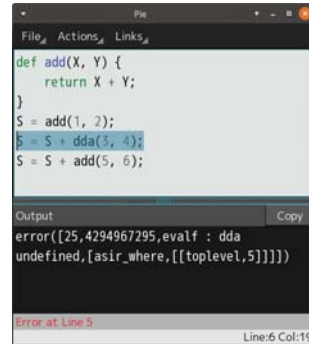 Pie
File Actions Links
def add(X, Y) {
    return X + Y;
}
S = add(1, 2);
S = S + dda(3, 4);
S = S + add(5, 6);
Output Copy
error([25,4294967295,evalf : dda
undefined,[asir_where,[[toplevel,5]]]])
Error at Line 5
Line:6 Col:19